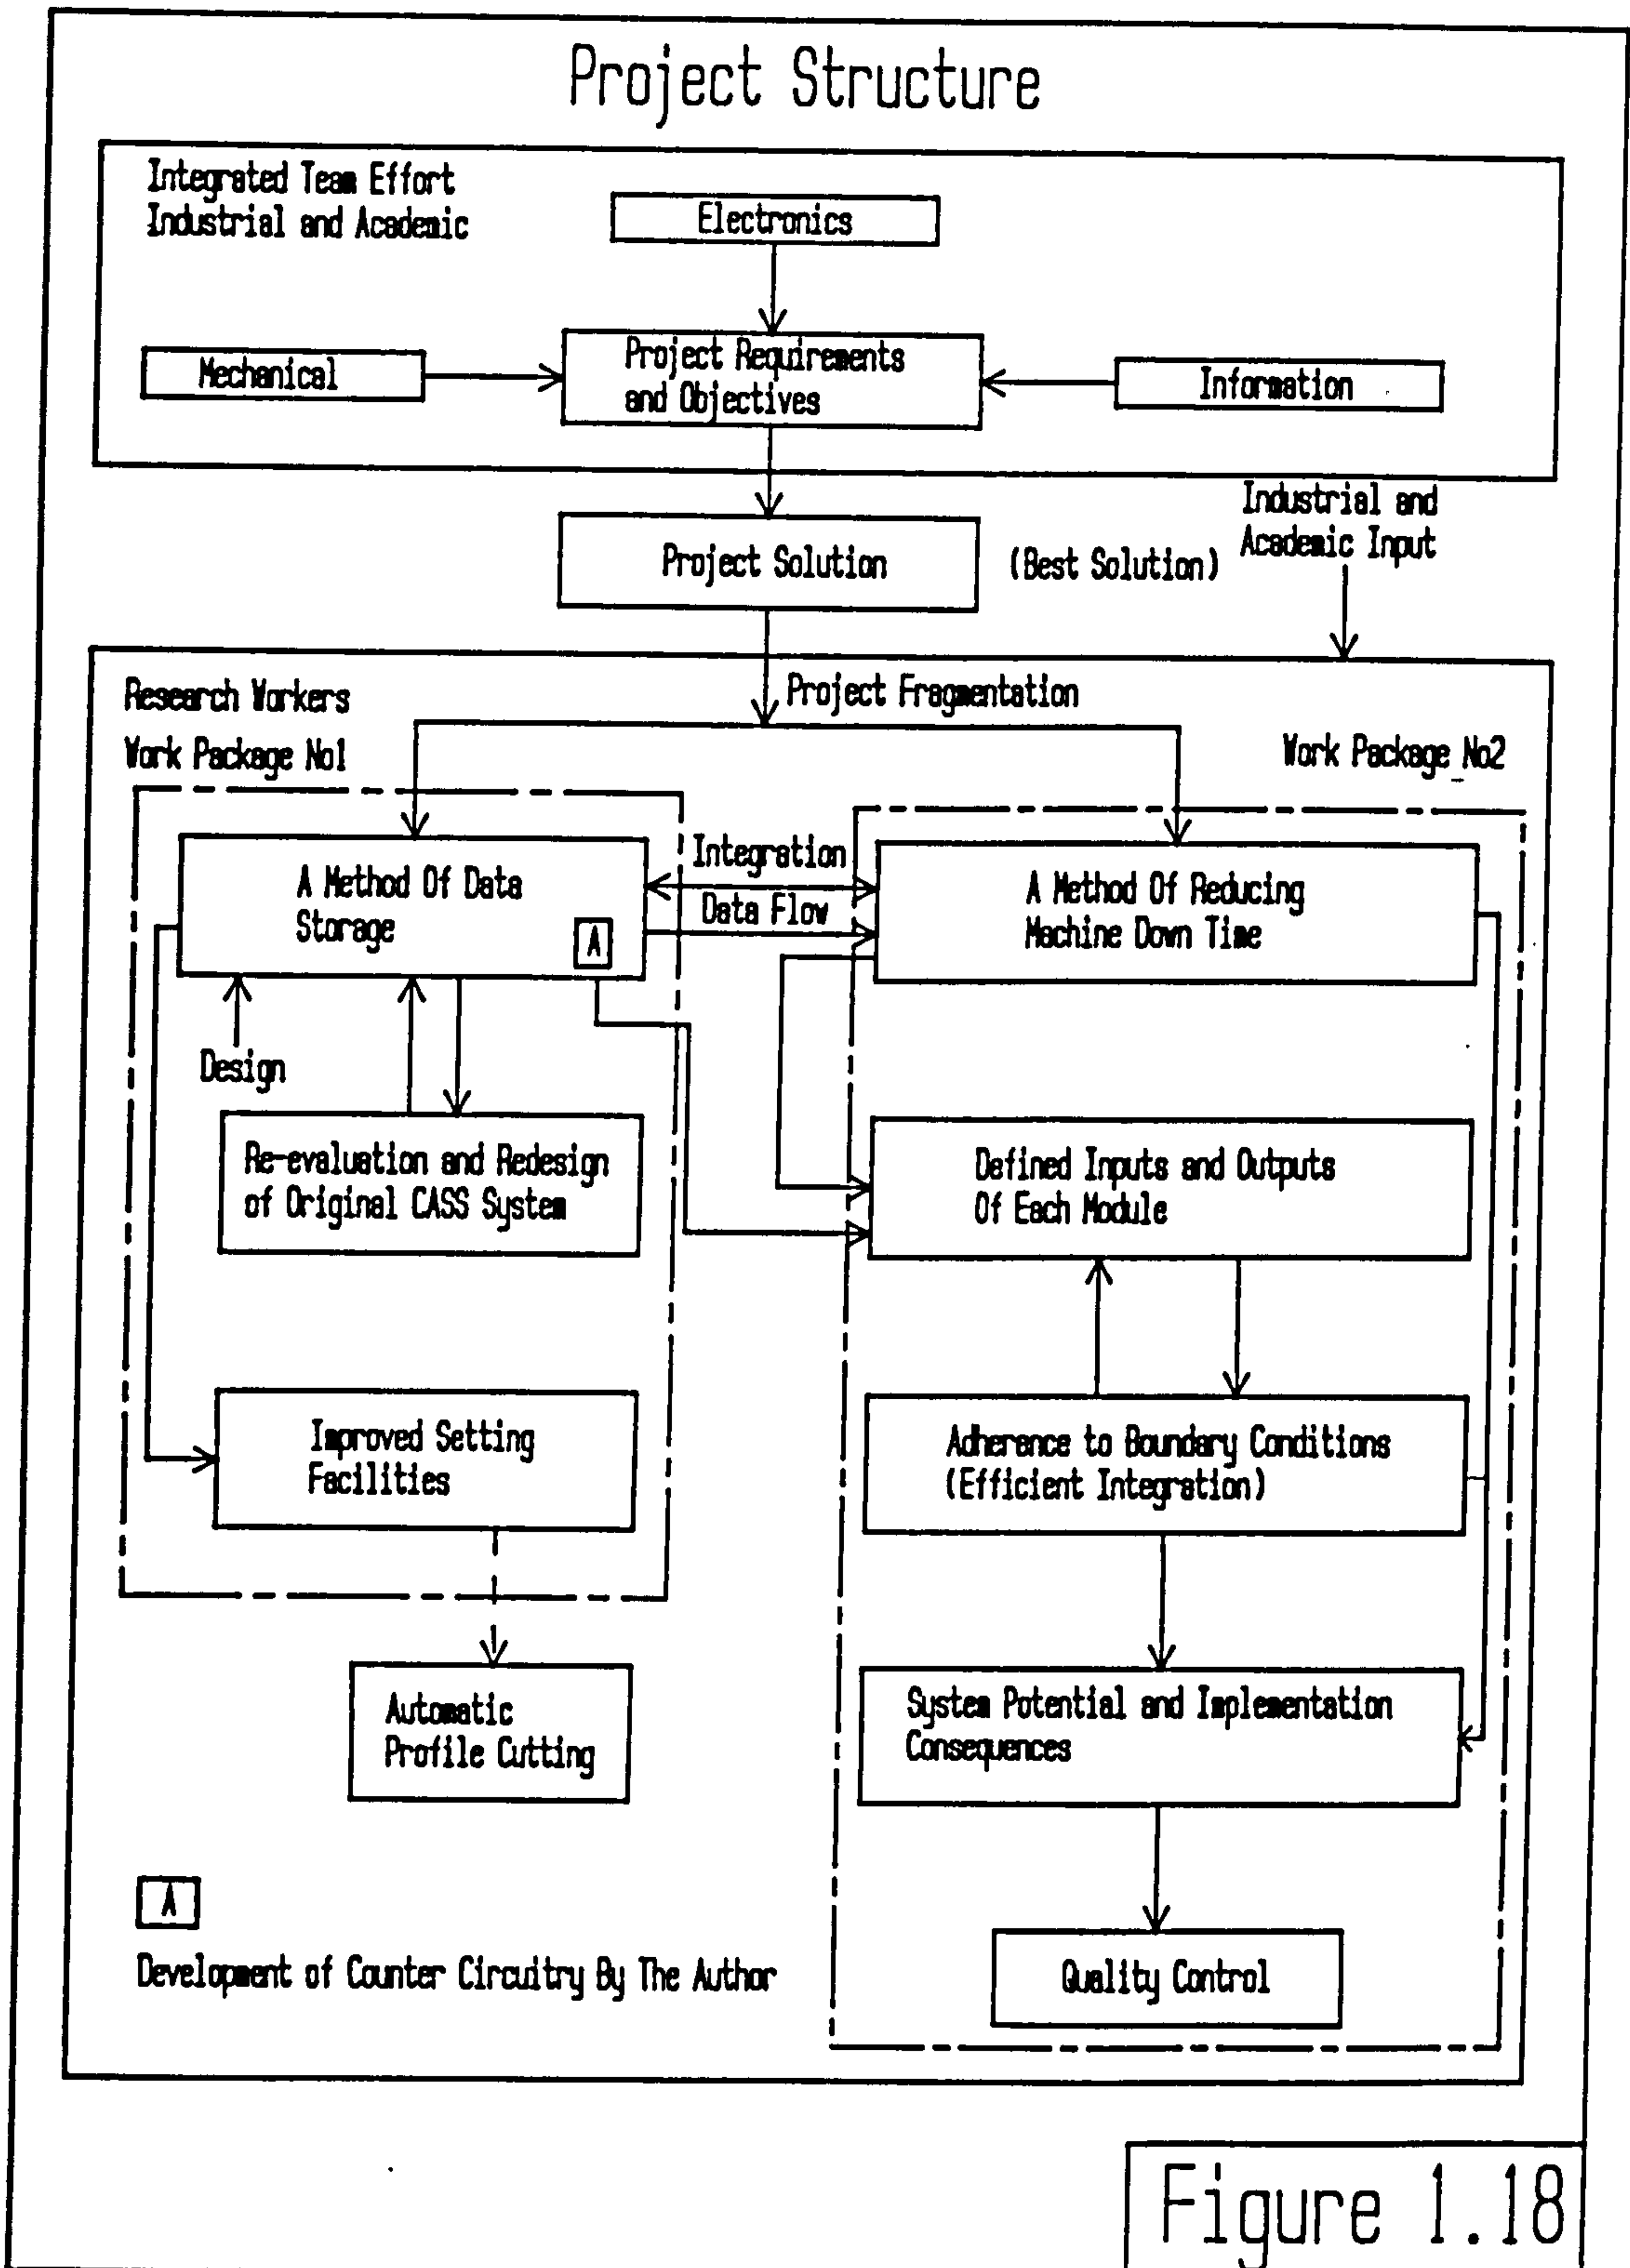 Project Structure
Integrated Team Effort
Industrial and Academic
Electronics
Mechanical
Project Requirements
and Objectives
Information
Project Solution
(Best Solution)
Industrial and
Academic Input
Research Workers
Project Fragmentation
Work Package No1
Work Package No2
A Method Of Data
Storage
A
Integration
Data Flow
A Method Of Reducing
Machine Down Time
Design
Re-evaluation and Redesign
of Original CASS System
Defined Inputs and Outputs
Of Each Module
Improved Setting
Facilities
Adherence to Boundary Conditions
(Efficient Integration)
Automatic
Profile Cutting
System Potential and Implementation
Consequences
A
Development of Counter Circuitry By The Author
Quality Control
Figure 1.18